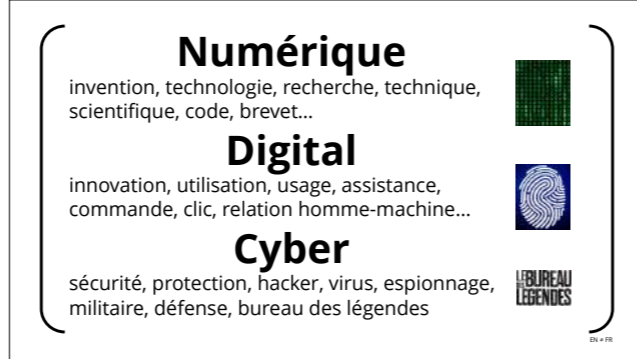 Numérique
invention, technologie, recherche, technique,
scientifique, code, brevet...
Digital
innovation, utilisation, usage, assistance,
commande, clic, relation homme-machine...
Cyber
sécurité, protection, hacker, virus, espionnage,
militaire, défense, bureau des légendes
LE BUREAU
DES LÉGENDES
EN ≠ FR